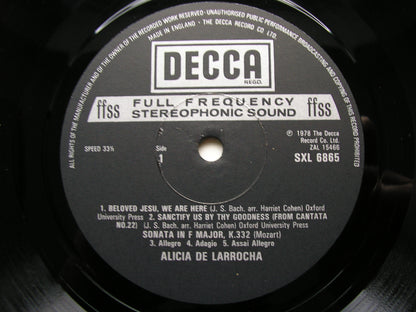 ALL RIGHTS OF THE MANUFACTURER AND OF THE OWNER OF THE RECORDED WORK RESERVED · UNAUTHORISED PUBLIC PERFORMANCE BROADCASTING AND COPYING OF THIS RECORD PROHIBITED
MADE IN ENGLAND · THE DECCA RECORD CO LTD.
DECCA
REGD.
ffss FULL FREQUENCY ffss
STEREOPHONIC SOUND
SPEED 33⅓
Side
1
℗ 1978 The Decca
Record Co. Ltd.
ZAL 15466
SXL 6865
1. BELOVED JESU, WE ARE HERE (J. S. Bach, arr. Harriet Cohen) Oxford
University Press 2. SANCTIFY US BY THY GOODNESS (FROM CANTATA
NO.22) (J. S. Bach arr. Harriet Cohen) Oxford University Press
SONATA IN F MAJOR, K.332 (Mozart)
3. Allegro 4. Adagio 5. Assai Allegro
ALICIA DE LARROCHA